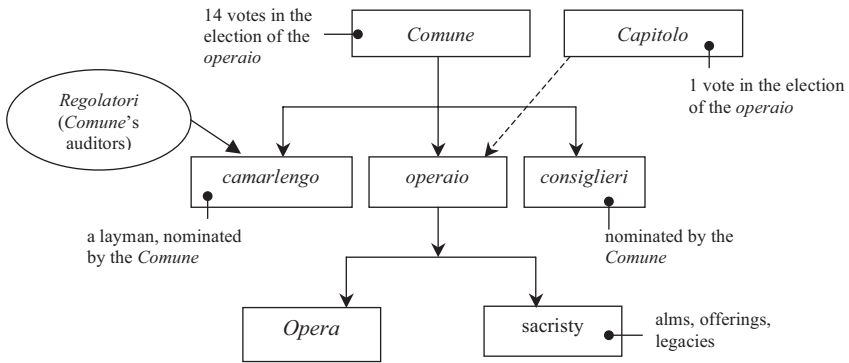 14 votes in the
election of the
operaio
Comune
Capitolo
1 vote in the election
of the operaio
Regolatori
(Comune’s
auditors)
camarlengo
operaio
consiglieri
a layman, nominated
by the Comune
nominated by the
Comune
Opera
sacristy
alms, offerings,
legacies